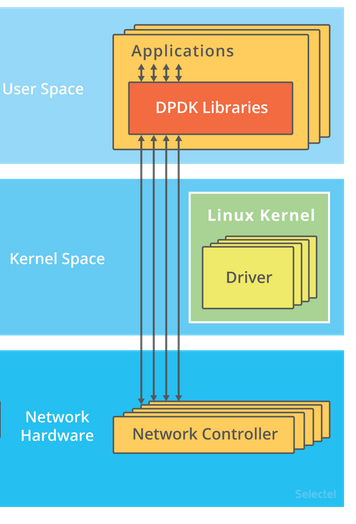 Applications
User Space
DPDK Libraries
Linux Kernel
Kernel Space
Driver
Network
Hardware
Network Controller
Selectel